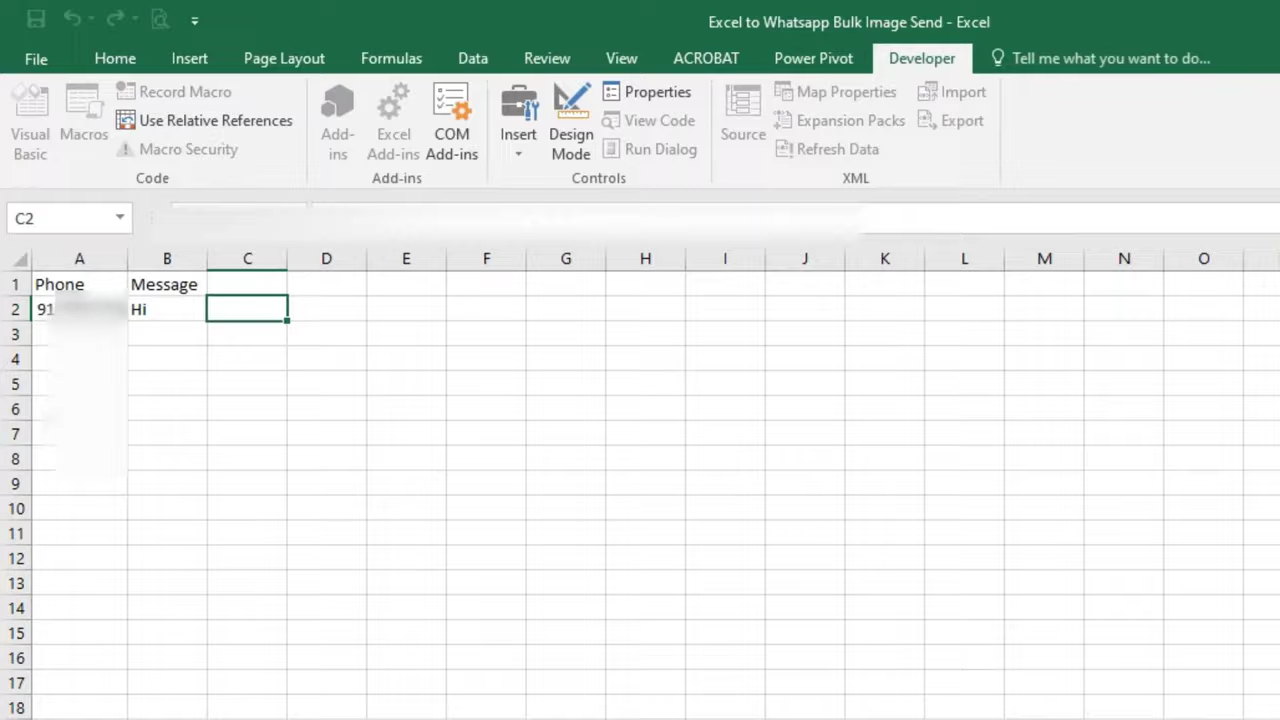 Excel to Whatsapp Bulk Image Send - Excel
File Home Insert Page Layout Formulas Data Review View ACROBAT Power Pivot Developer Tell me what you want to do...
Visual Basic
Macros
Record Macro
Use Relative References
Macro Security
Code
Add-ins
Excel Add-ins
COM Add-ins
Add-ins
Insert
Design Mode
Properties
View Code
Run Dialog
Controls
Source
Map Properties
Expansion Packs
Refresh Data
Import
Export
XML
C2
A B C D E F G H I J K L M N O
1 Phone Message
2 91 Hi
3
4
5
6
7
8
9
10
11
12
13
14
15
16
17
18